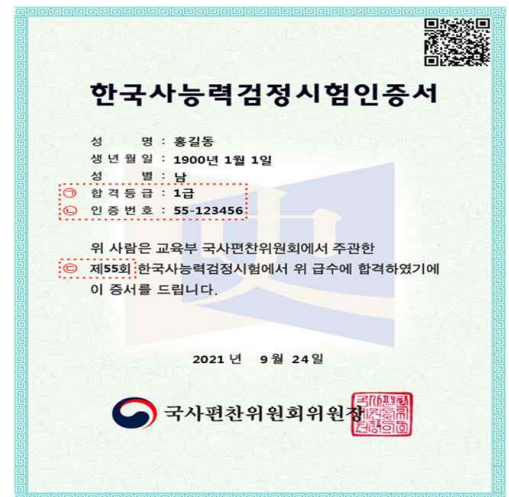 한국사능력검정시험인증서
성 명 : 홍길동
생년월일 : 1900년 1월 1일
성 별 : 남
㉠ 합격등급 : 1급
㉡ 인증번호 : 55-123456
위 사람은 교육부 국사편찬위원회에서 주관한
㉢ 제55회 한국사능력검정시험에서 위 급수에 합격하였기에
이 증서를 드립니다.
2021년 9월 24일
국사편찬위원회위원장